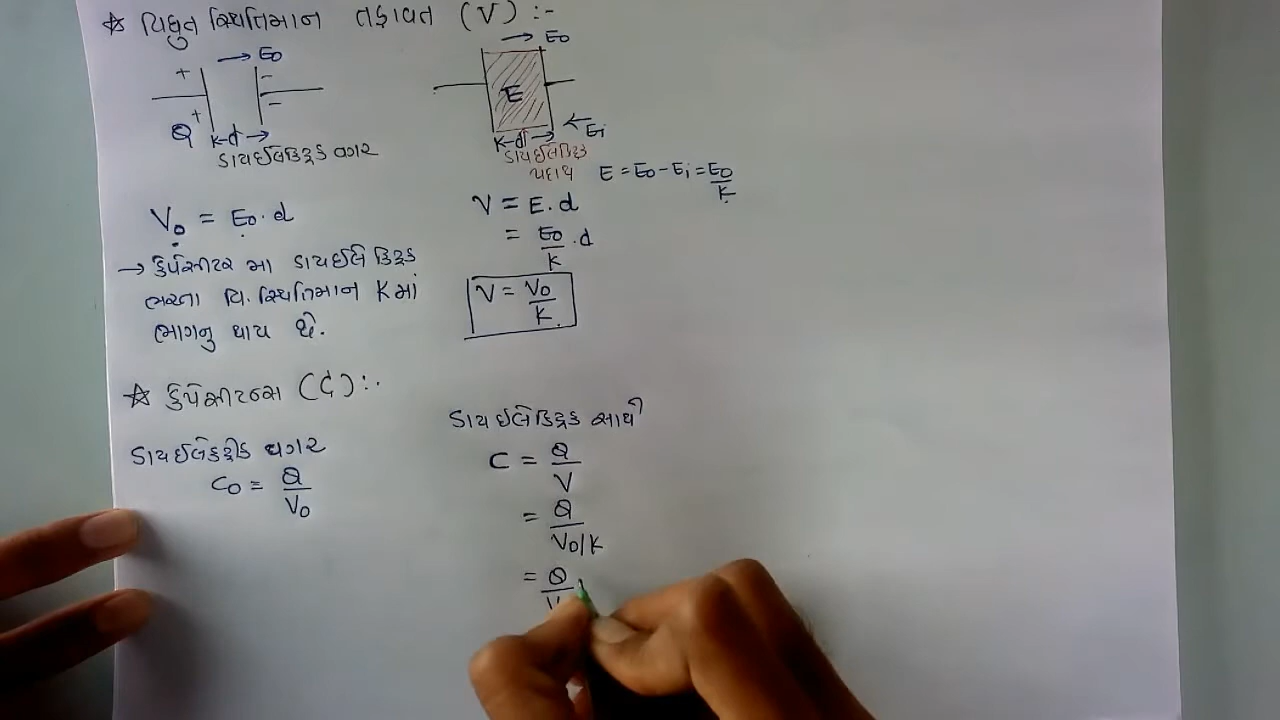 ☆ વિદ્યુત સ્થિતિમાન તફાવત (V) :-
→ E₀
+ -
+ -
Q
K-d→
ડાયઈલેક્ટ્રિક વગર
→ E₀
E
← Eᵢ
K-d→
ડાયઈલેક્ટ્રિક
પદાર્થ
E = E₀ - Eᵢ = E₀/K
V₀ = E₀·d
V = E.d
= E₀/K .d
V = V₀/K
→ કેપેસીટર માં ડાયઈલેક્ટ્રિક
ભરતા વિ. સ્થિતિમાન K માં
ભાગનુ થાય છે.
☆ કેપેસીટન્સ (C) :-
ડાયઈલેક્ટ્રીક વગર
C₀ = Q/V₀
ડાયઈલેક્ટ્રિક સાથે
C = Q/V
= Q/V₀/K
= Q/V